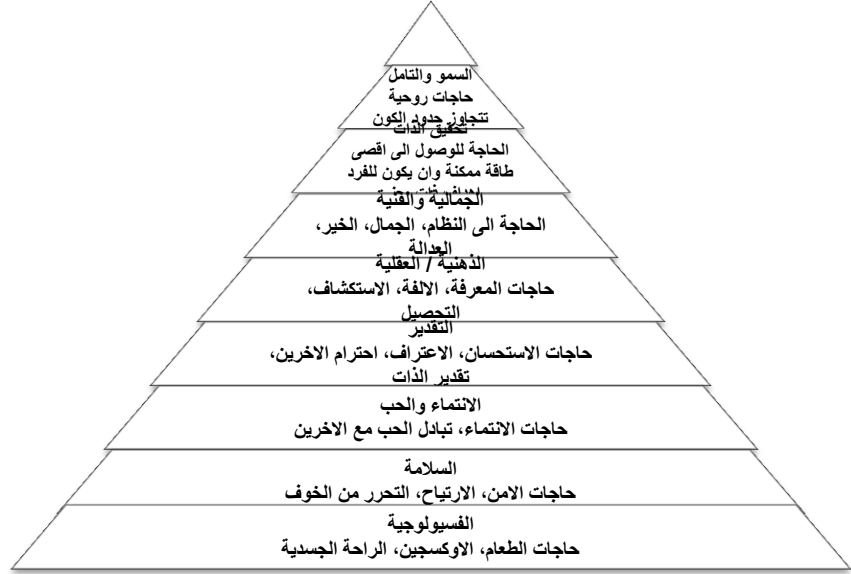 السمو والتامل
حاجات روحية
تتجاوز حدود الكون
تحقيق الذات
الحاجة للوصول الى اقصى
طاقة ممكنة وان يكون للفرد
الجمالية والفنية
الحاجة الى النظام، الجمال، الخير،
العدالة
الذهنية / العقلية
حاجات المعرفة، الالفة، الاستكشاف،
التحصيل
التقدير
حاجات الاستحسان، الاعتراف، احترام الاخرين،
تقدير الذات
الانتماء والحب
حاجات الانتماء، تبادل الحب مع الاخرين
السلامة
حاجات الامن، الارتياح، التحرر من الخوف
الفسيولوجية
حاجات الطعام، الاوكسجين، الراحة الجسدية